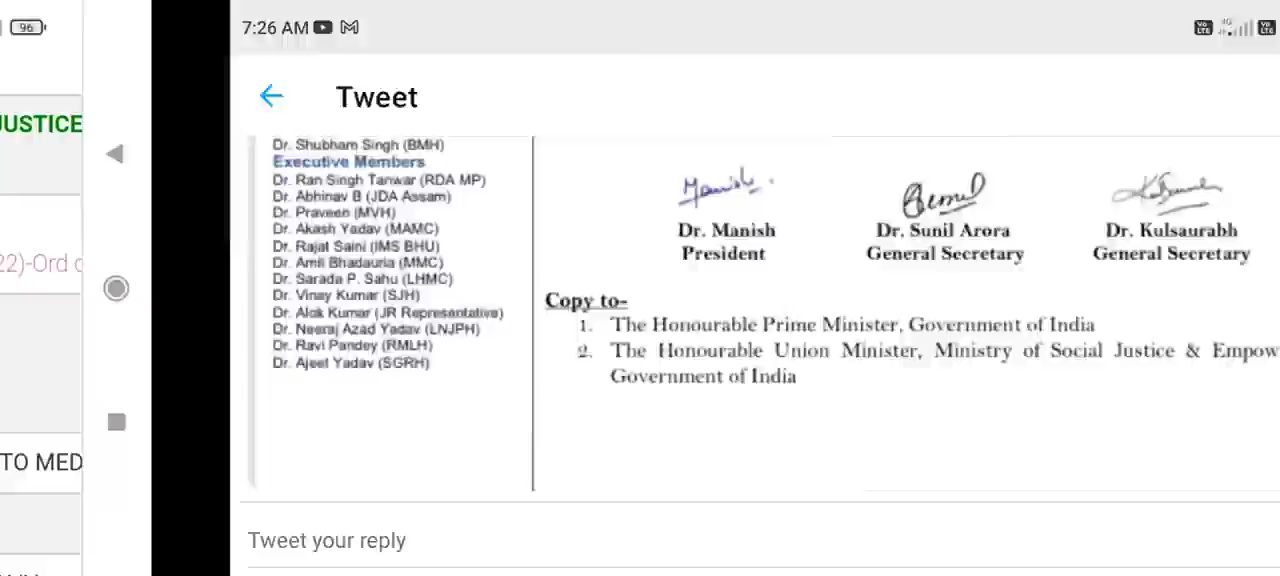 96
JUSTICE
22)-Ord
TO MED
7:26 AM
Tweet
Dr. Shubham Singh (BMH)
Executive Members
Dr. Ran Singh Tanwar (RDA MP)
Dr. Abhinav B (JDA Assam)
Dr. Praveen (MVH)
Dr. Akash Yadav (MAMC)
Dr. Rajat Saini (IMS BHU)
Dr. Amil Bhadauria (MMC)
Dr. Sarada P. Sahu (LHMC)
Dr. Vinay Kumar (SJH)
Dr. Alok Kumar (JR Representative)
Dr. Neeraj Azad Yadav (LNJPH)
Dr. Ravi Pandey (RMLH)
Dr. Ajeet Yadav (SGRH)
Manish.
Dr. Manish
President
Dr. Sunil Arora
General Secretary
Dr. Kulsaurabh
General Secretary
Copy to-
1. The Honourable Prime Minister, Government of India
2. The Honourable Union Minister, Ministry of Social Justice & Empow
Government of India
Tweet your reply